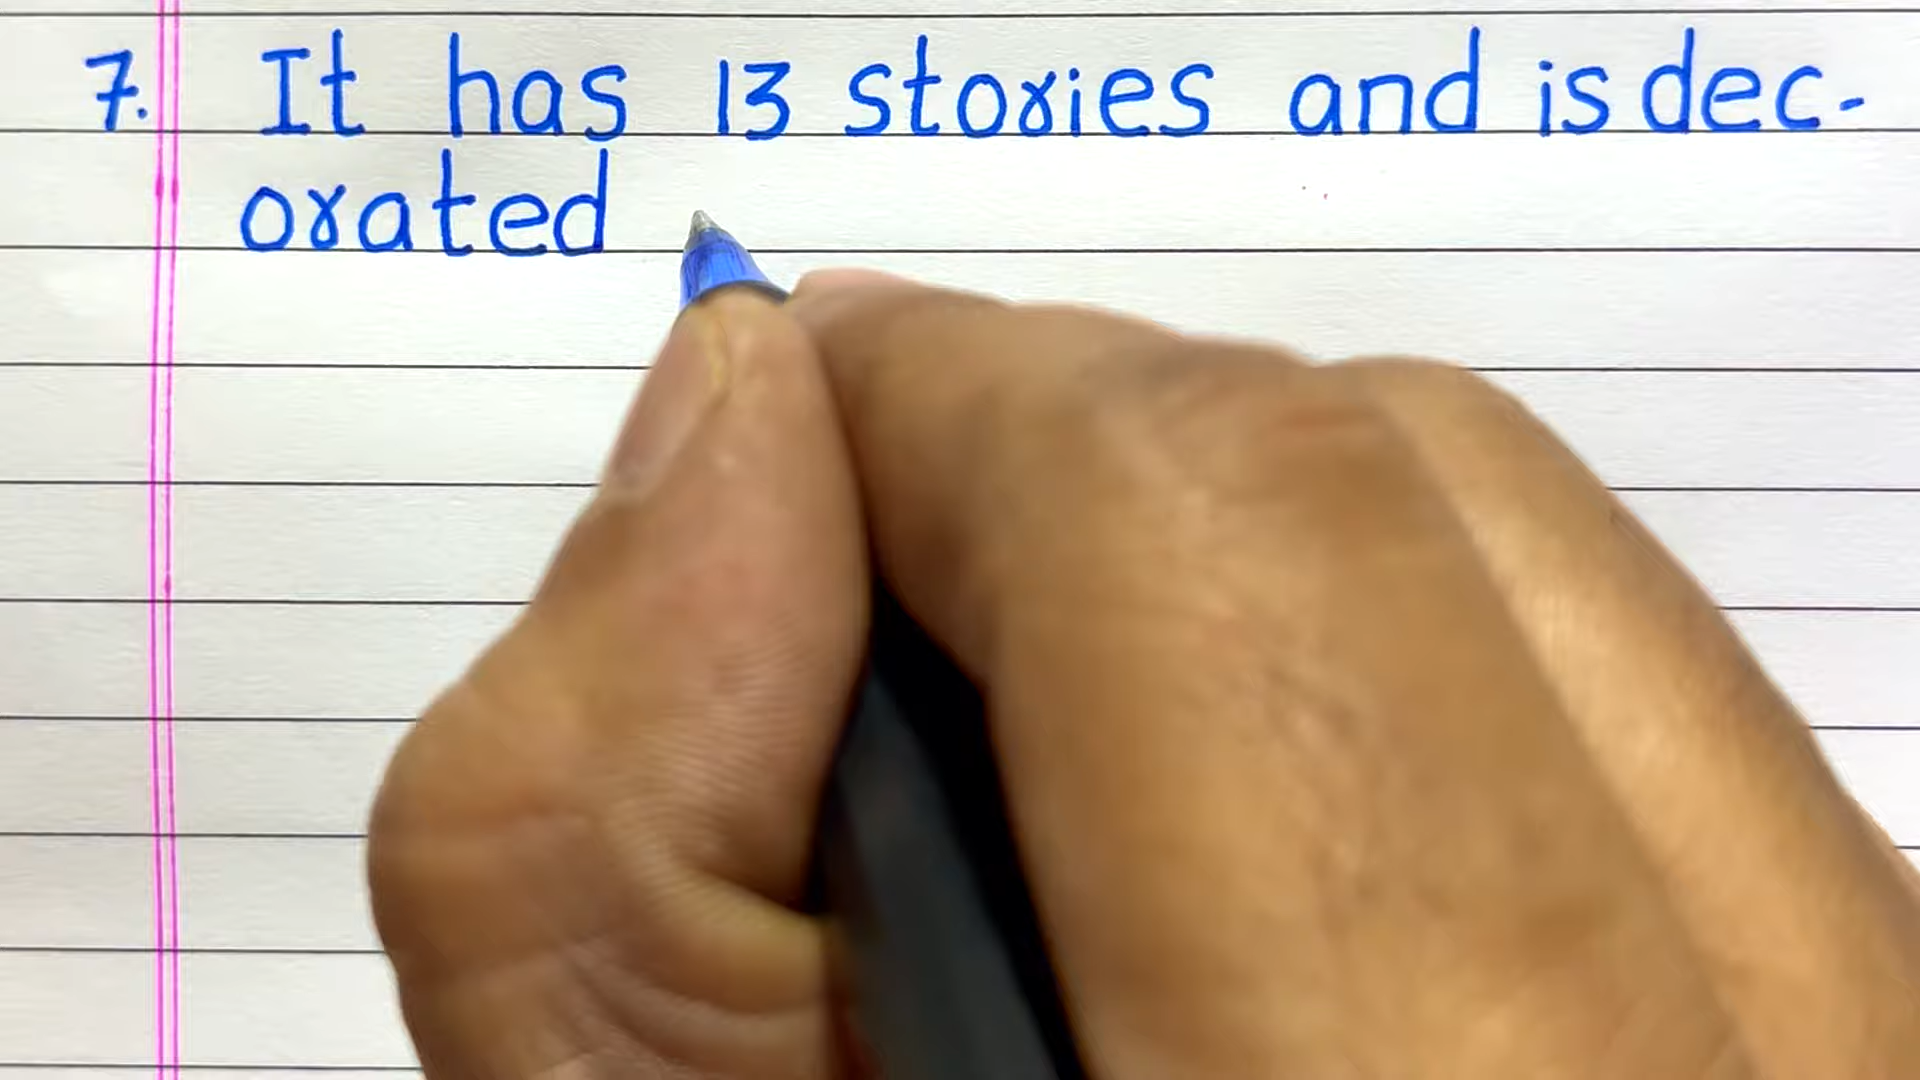 7. It has 13 stories and is dec-
orated